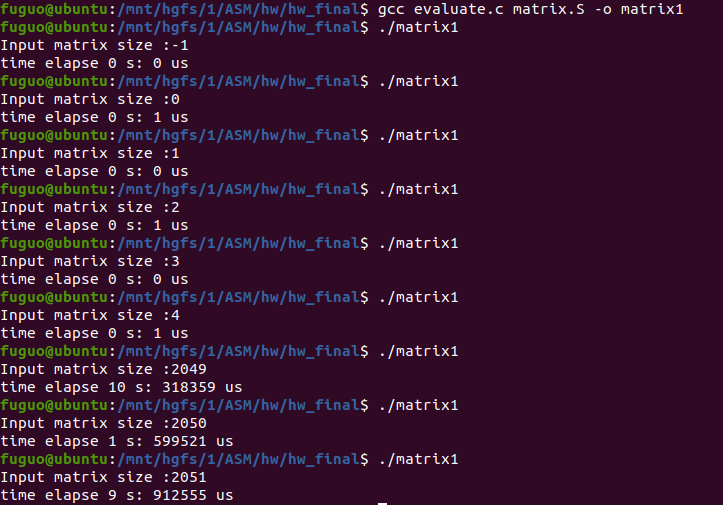 fuguo@ubuntu:/mnt/hgfs/1/ASM/hw/hw_final$ gcc evaluate.c matrix.S -o matrix1
fuguo@ubuntu:/mnt/hgfs/1/ASM/hw/hw_final$ ./matrix1
Input matrix size :-1
time elapse 0 s: 0 us
fuguo@ubuntu:/mnt/hgfs/1/ASM/hw/hw_final$ ./matrix1
Input matrix size :0
time elapse 0 s: 1 us
fuguo@ubuntu:/mnt/hgfs/1/ASM/hw/hw_final$ ./matrix1
Input matrix size :1
time elapse 0 s: 0 us
fuguo@ubuntu:/mnt/hgfs/1/ASM/hw/hw_final$ ./matrix1
Input matrix size :2
time elapse 0 s: 1 us
fuguo@ubuntu:/mnt/hgfs/1/ASM/hw/hw_final$ ./matrix1
Input matrix size :3
time elapse 0 s: 0 us
fuguo@ubuntu:/mnt/hgfs/1/ASM/hw/hw_final$ ./matrix1
Input matrix size :4
time elapse 0 s: 1 us
fuguo@ubuntu:/mnt/hgfs/1/ASM/hw/hw_final$ ./matrix1
Input matrix size :2049
time elapse 10 s: 318359 us
fuguo@ubuntu:/mnt/hgfs/1/ASM/hw/hw_final$ ./matrix1
Input matrix size :2050
time elapse 1 s: 599521 us
fuguo@ubuntu:/mnt/hgfs/1/ASM/hw/hw_final$ ./matrix1
Input matrix size :2051
time elapse 9 s: 912555 us